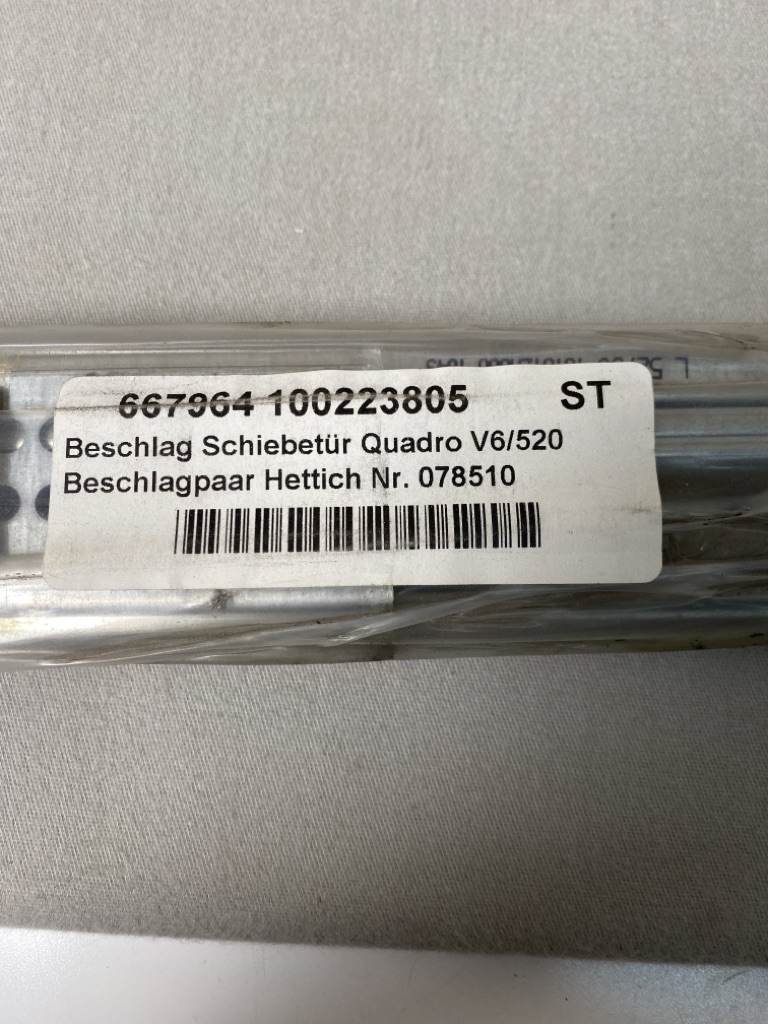 667964 100223805 ST
Beschlag Schiebetür Quadro V6/520
Beschlagpaar Hettich Nr. 078510